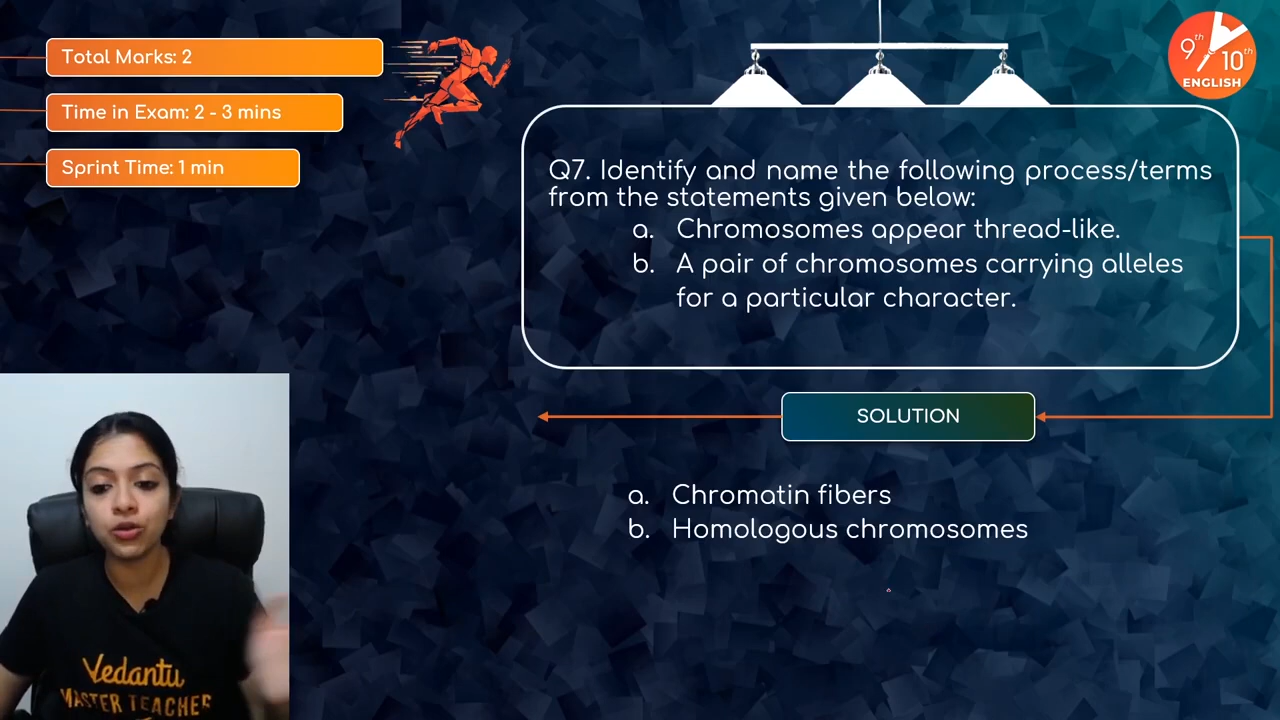 Total Marks: 2
Time in Exam: 2 - 3 mins
Sprint Time: 1 min
9th
10th
ENGLISH
Q7. Identify and name the following process/terms
from the statements given below:
a. Chromosomes appear thread-like.
b. A pair of chromosomes carrying alleles
for a particular character.
SOLUTION
a. Chromatin fibers
b. Homologous chromosomes
Vedantu
MASTER TEACHER